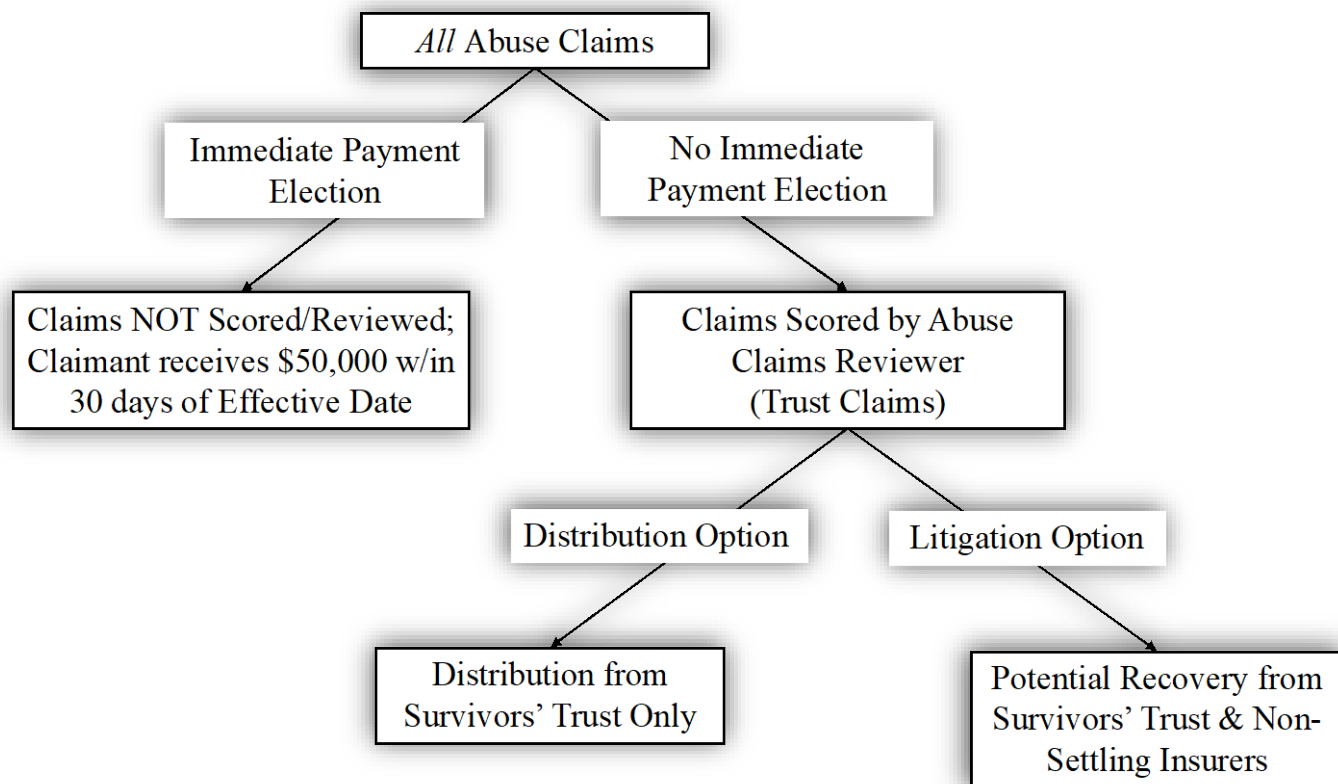 All Abuse Claims
Immediate Payment
Election
No Immediate
Payment Election
Claims NOT Scored/Reviewed;
Claimant receives $50,000 w/in
30 days of Effective Date
Claims Scored by Abuse
Claims Reviewer
(Trust Claims)
Distribution Option
Litigation Option
Distribution from
Survivors’ Trust Only
Potential Recovery from
Survivors’ Trust & Non-
Settling Insurers